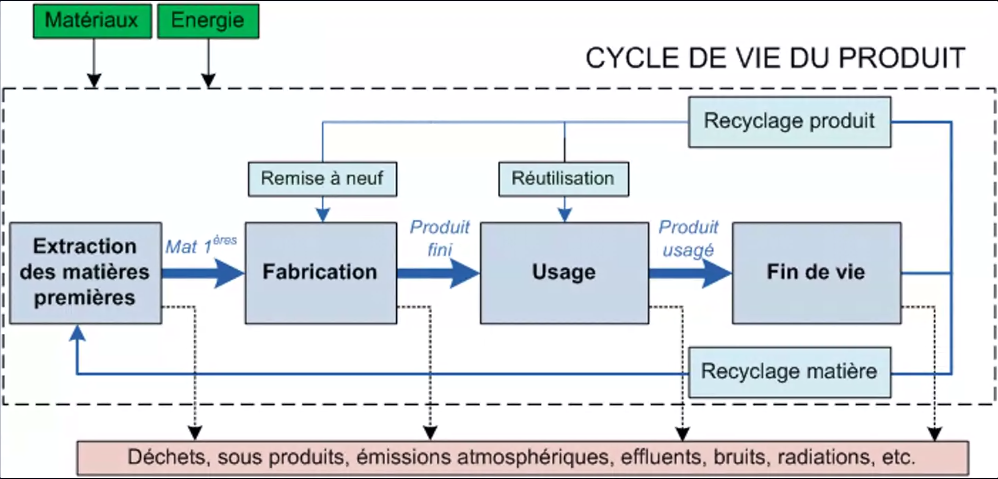 Matériaux
Energie
CYCLE DE VIE DU PRODUIT
Recyclage produit
Remise à neuf
Réutilisation
Extraction
des matières
premières
Mat 1ères
Fabrication
Produit
fini
Usage
Produit
usagé
Fin de vie
Recyclage matière
Déchets, sous produits, émissions atmosphériques, effluents, bruits, radiations, etc.